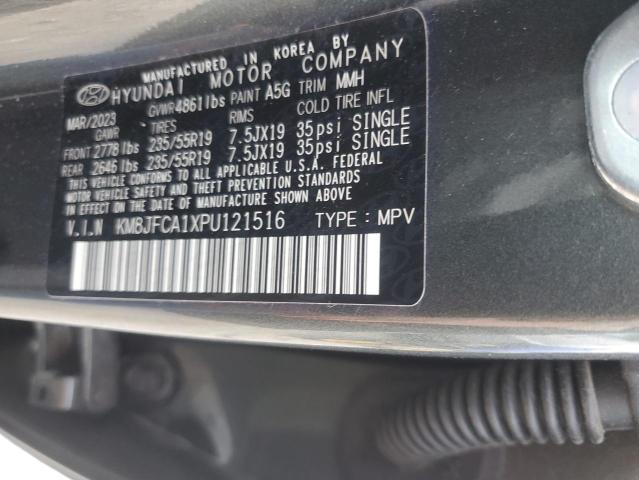 MANUFACTURED IN KOREA BY
HYUNDAI MOTOR COMPANY
MAR/2023 GVWR 4861lbs PAINT A5G TRIM MMH
GAWR TIRES RIMS COLD TIRE INFL
FRONT 2778 lbs 235/55R19 7.5JX19 35psi SINGLE
REAR 2646 lbs 235/55R19 7.5JX19 35psi SINGLE
THIS VEHICLE CONFORMS TO ALL APPLICABLE FEDERAL
MOTOR VEHICLE SAFETY AND THEFT PREVENTION STANDARDS
IN EFFECT ON THE DATE OF MANUFACTURE SHOWN ABOVE.
V.I.N KM8JFCA1XPU121516 TYPE : MPV